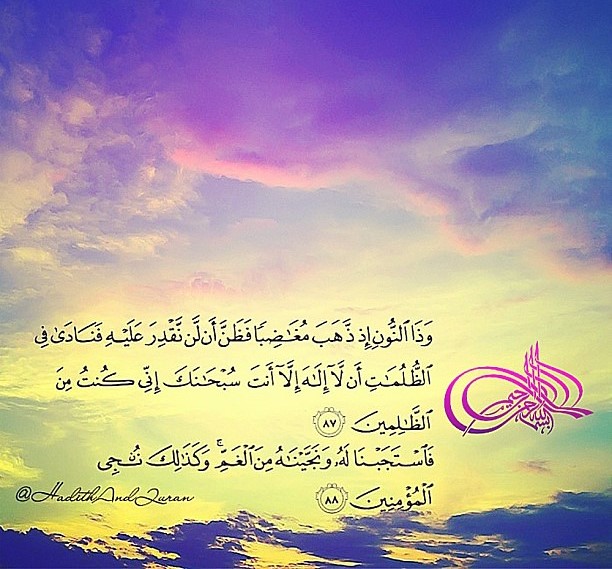 وَذَا ٱلنُّونِ إِذ ذَّهَبَ مُغَٰضِبًا فَظَنَّ أَن لَّن نَّقْدِرَ عَلَيْهِ فَنَادَىٰ فِى
ٱلظُّلُمَٰتِ أَن لَّآ إِلَٰهَ إِلَّآ أَنتَ سُبْحَٰنَكَ إِنِّى كُنتُ مِنَ
ٱلظَّٰلِمِينَ ٨٧
فَٱسْتَجَبْنَا لَهُۥ وَنَجَّيْنَٰهُ مِنَ ٱلْغَمِّ ۚ وَكَذَٰلِكَ نُۨجِى
ٱلْمُؤْمِنِينَ ٨٨
بسم الله الرحمن الرحيم
@HadithAndQuran